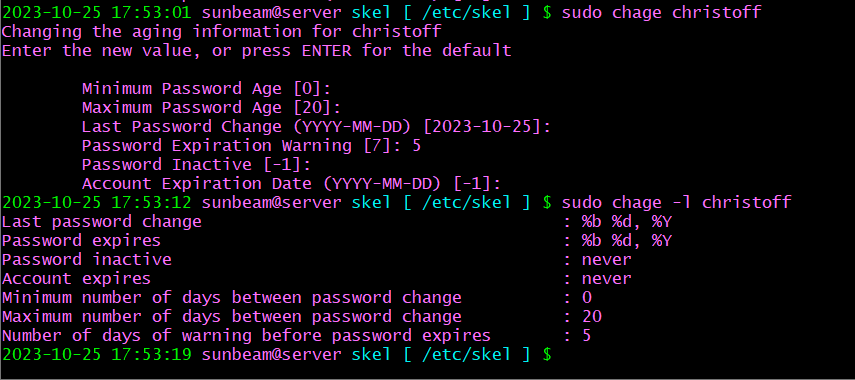 2023-10-25 17:53:01 sunbeam@server skel [ /etc/skel ] $ sudo chage christoff
Changing the aging information for christoff
Enter the new value, or press ENTER for the default
Minimum Password Age [0]:
Maximum Password Age [20]:
Last Password Change (YYYY-MM-DD) [2023-10-25]:
Password Expiration Warning [7]: 5
Password Inactive [-1]:
Account Expiration Date (YYYY-MM-DD) [-1]:
2023-10-25 17:53:12 sunbeam@server skel [ /etc/skel ] $ sudo chage -l christoff
Last password change : %b %d, %Y
Password expires : %b %d, %Y
Password inactive : never
Account expires : never
Minimum number of days between password change : 0
Maximum number of days between password change : 20
Number of days of warning before password expires : 5
2023-10-25 17:53:19 sunbeam@server skel [ /etc/skel ] $